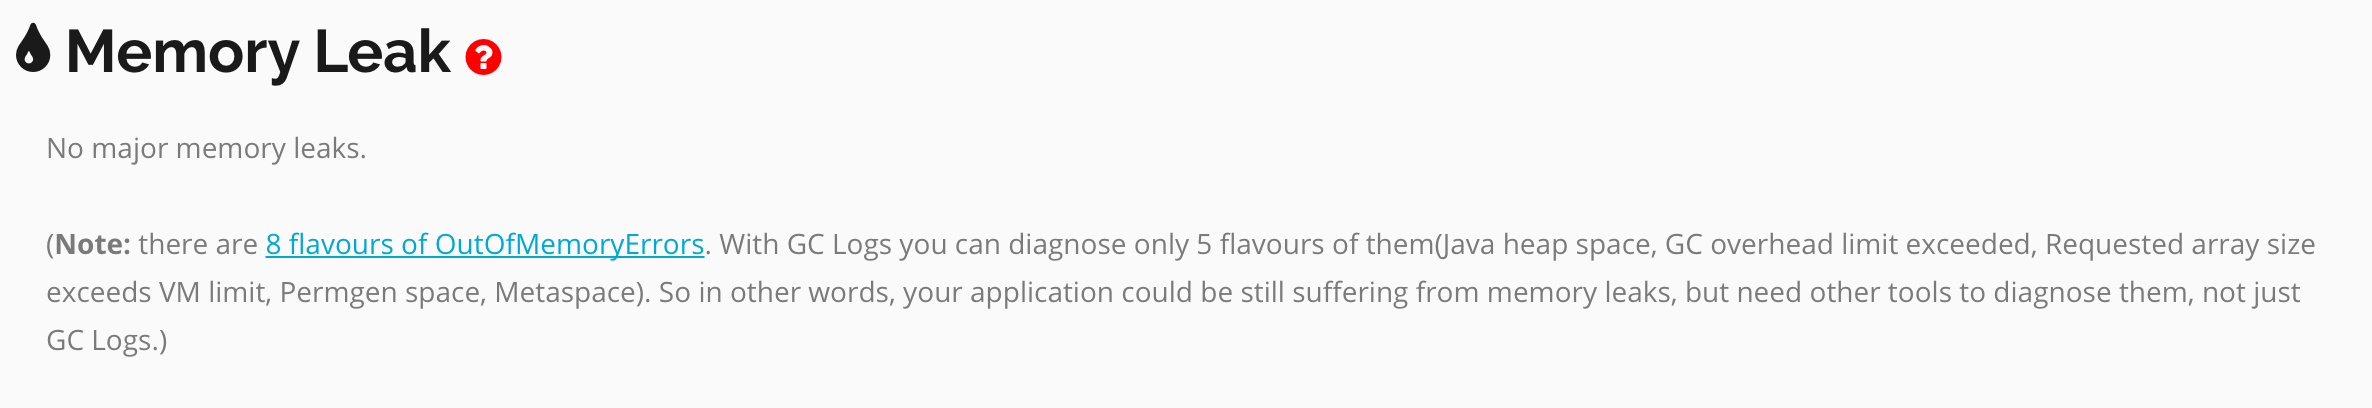 Memory Leak ?
No major memory leaks.
(Note: there are 8 flavours of OutOfMemoryErrors. With GC Logs you can diagnose only 5 flavours of them(Java heap space, GC overhead limit exceeded, Requested array size
exceeds VM limit, Permgen space, Metaspace). So in other words, your application could be still suffering from memory leaks, but need other tools to diagnose them, not just
GC Logs.)